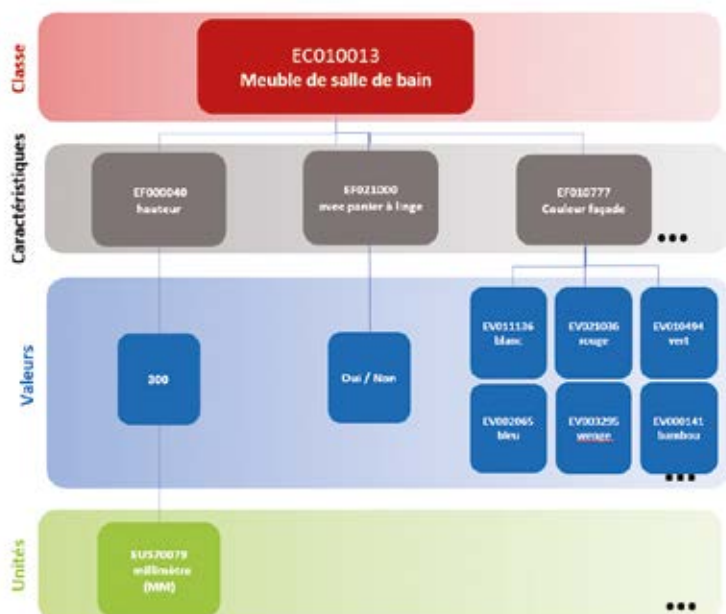 Classe
EC010013
Meuble de salle de bain
Caractéristiques
EF000040
hauteur
EF021000
avec panier à linge
EF010777
Couleur façade
...
Valeurs
300
Oui / Non
EV011136
blanc
EV021036
rouge
EV010494
vert
EV002065
bleu
EV003295
wenge
EV000141
bambou
...
Unités
EU570079
millimètre
(MM)
...